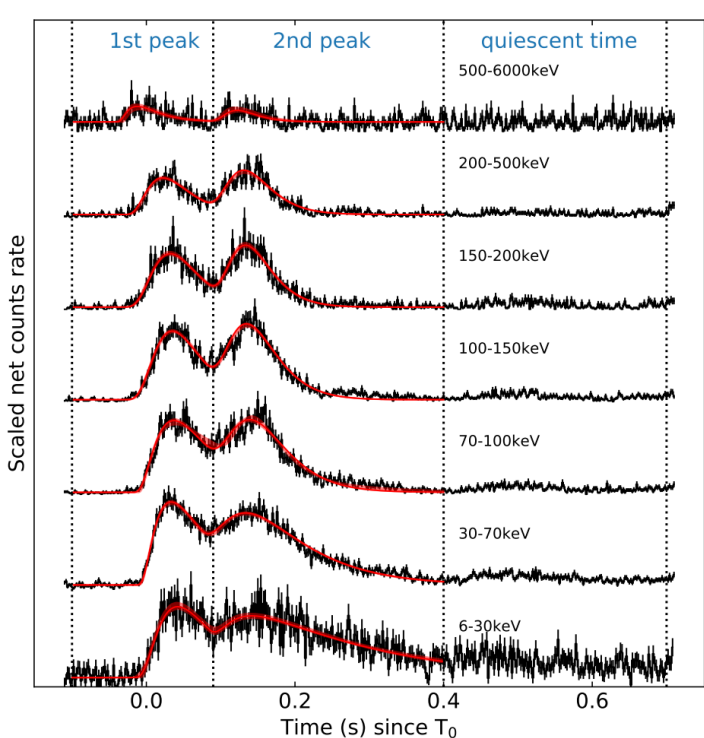 1st peak 2nd peak quiescent time
500-6000keV
200-500keV
150-200keV
100-150keV
70-100keV
30-70keV
6-30keV
Scaled net counts rate
0.0 0.2 0.4 0.6
Time (s) since T₀